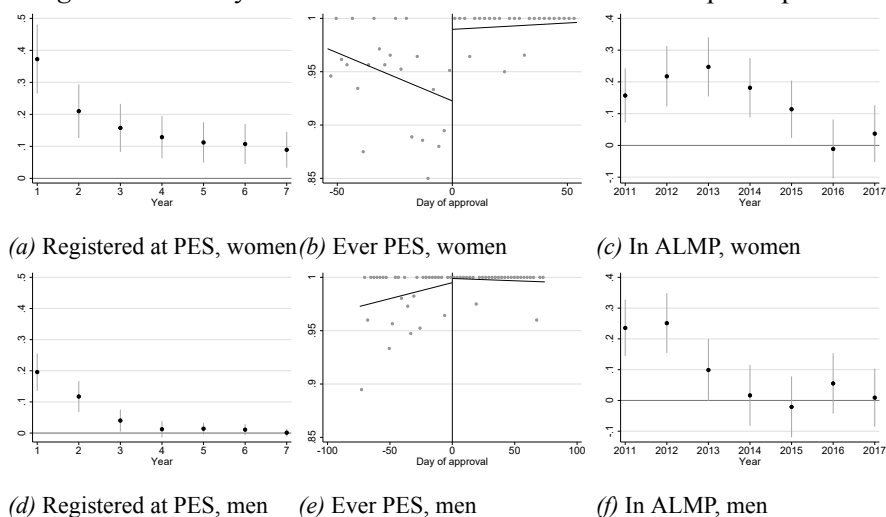 .5
.4
.3
.2
.1
0
1 2 3 4 5 6 7
Year
1
.95
.9
.85
-50 0 50
Day of approval
.4
.3
.2
.1
0
-.1
2011 2012 2013 2014 2015 2016 2017
Year
(a) Registered at PES, women (b) Ever PES, women (c) In ALMP, women
.5
.4
.3
.2
.1
0
1 2 3 4 5 6 7
Year
1
.95
.9
.85
-100 -50 0 50 100
Day of approval
.4
.3
.2
.1
0
-.1
2011 2012 2013 2014 2015 2016 2017
Year
(d) Registered at PES, men (e) Ever PES, men (f) In ALMP, men